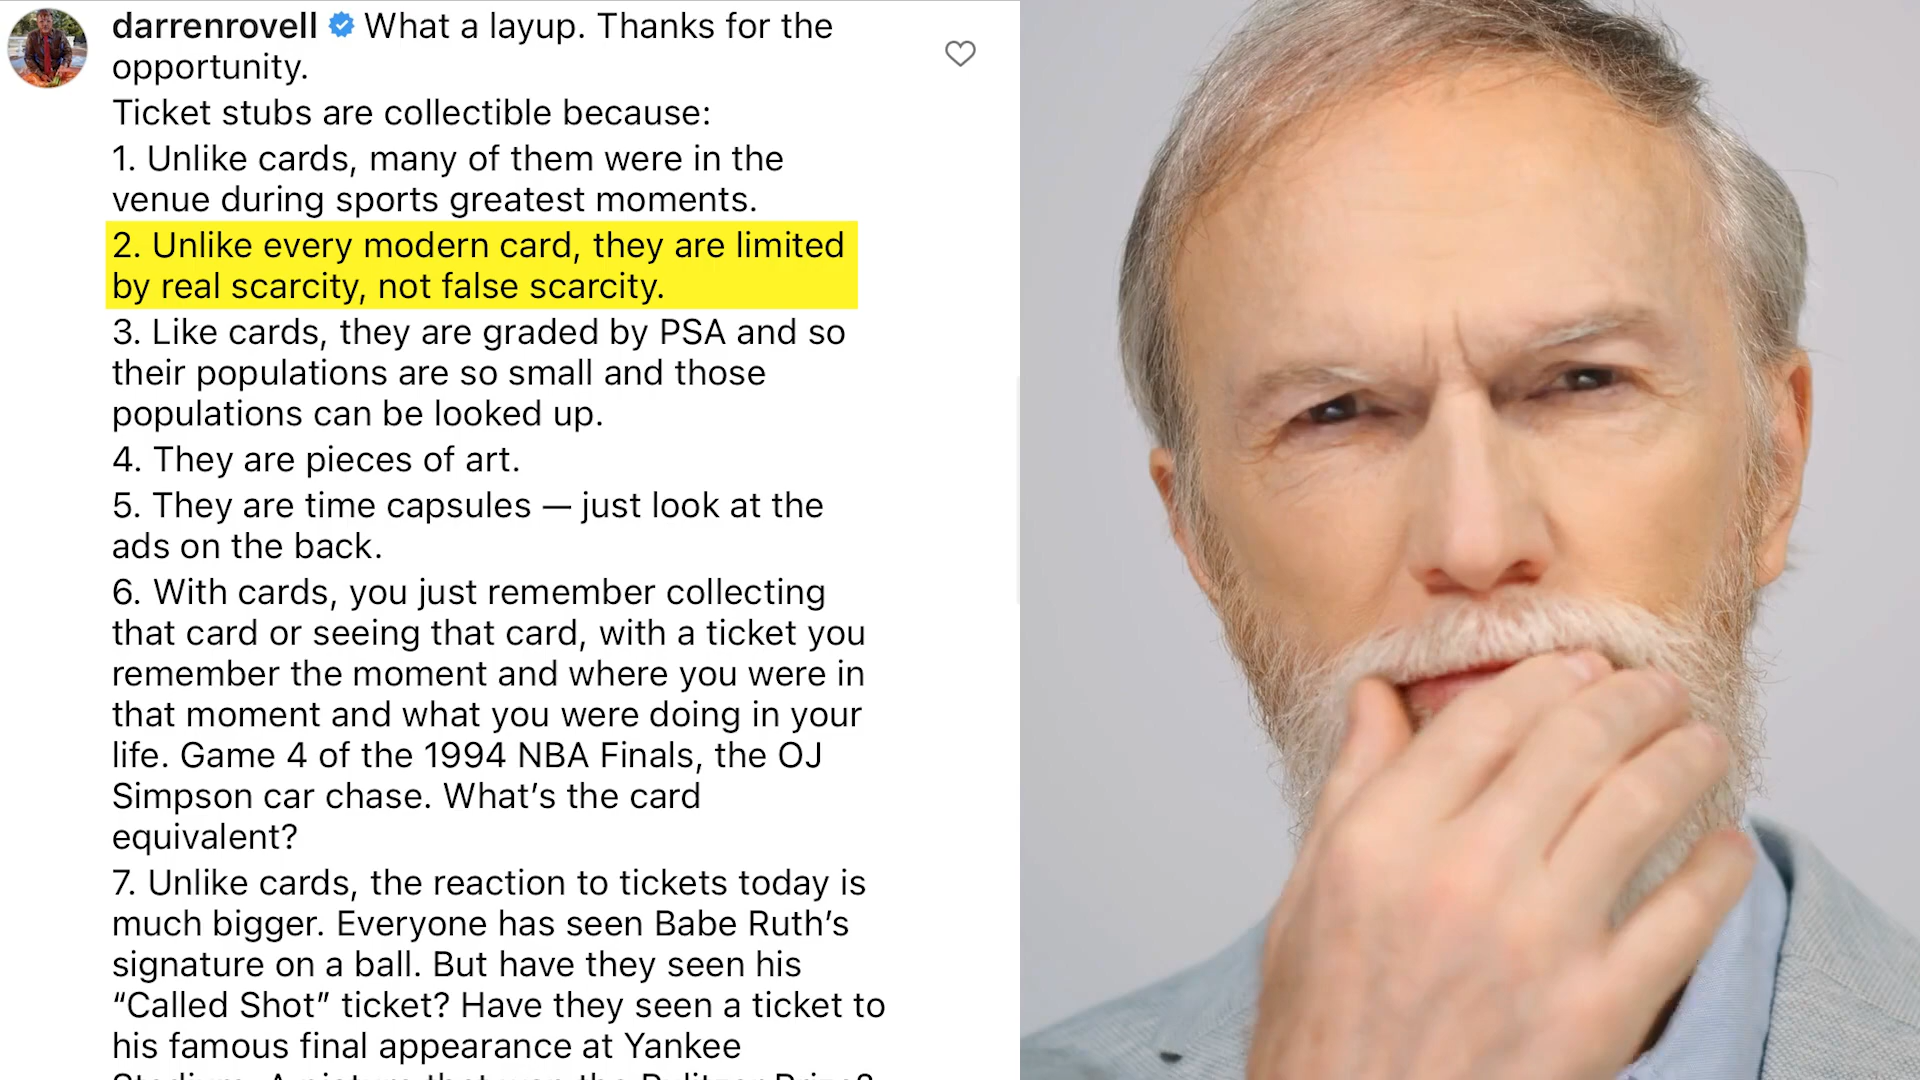 darrenrovell What a layup. Thanks for the
opportunity.
Ticket stubs are collectible because:
1. Unlike cards, many of them were in the
venue during sports greatest moments.
2. Unlike every modern card, they are limited
by real scarcity, not false scarcity.
3. Like cards, they are graded by PSA and so
their populations are so small and those
populations can be looked up.
4. They are pieces of art.
5. They are time capsules — just look at the
ads on the back.
6. With cards, you just remember collecting
that card or seeing that card, with a ticket you
remember the moment and where you were in
that moment and what you were doing in your
life. Game 4 of the 1994 NBA Finals, the OJ
Simpson car chase. What’s the card
equivalent?
7. Unlike cards, the reaction to tickets today is
much bigger. Everyone has seen Babe Ruth’s
signature on a ball. But have they seen his
“Called Shot” ticket? Have they seen a ticket to
his famous final appearance at Yankee
Stadium. A picture that won the Pulitzer Prize?